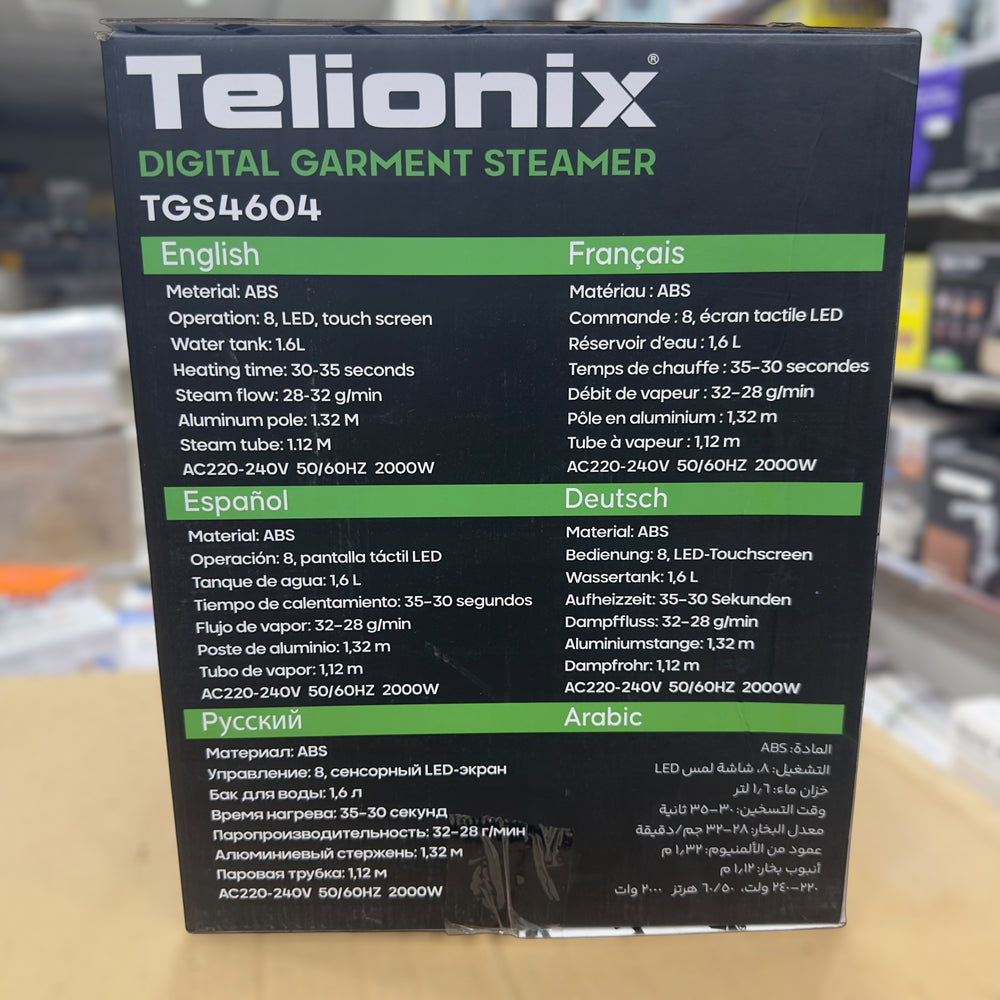 Telionix®
DIGITAL GARMENT STEAMER
TGS4604
English
Meterial: ABS
Operation: 8, LED, touch screen
Water tank: 1.6L
Heating time: 30-35 seconds
Steam flow: 28-32 g/min
Aluminum pole: 1.32 M
Steam tube: 1.12 M
AC220-240V 50/60HZ 2000W
Français
Matériau : ABS
Commande : 8, écran tactile LED
Réservoir d'eau : 1,6 L
Temps de chauffe : 35–30 secondes
Débit de vapeur : 32–28 g/min
Pôle en aluminium : 1,32 m
Tube à vapeur : 1,12 m
AC220-240V 50/60HZ 2000W
Español
Material: ABS
Operación: 8, pantalla táctil LED
Tanque de agua: 1,6 L
Tiempo de calentamiento: 35–30 segundos
Flujo de vapor: 32–28 g/min
Poste de aluminio: 1,32 m
Tubo de vapor: 1,12 m
AC220-240V 50/60HZ 2000W
Deutsch
Material: ABS
Bedienung: 8, LED-Touchscreen
Wassertank: 1,6 L
Aufheizzeit: 35–30 Sekunden
Dampffluss: 32–28 g/min
Aluminiumstange: 1,32 m
Dampfrohr: 1,12 m
AC220-240V 50/60HZ 2000W
Русский
Материал: ABS
Управление: 8, сенсорный LED-экран
Бак для воды: 1,6 л
Время нагрева: 35–30 секунд
Паропроизводительность: 32–28 г/мин
Алюминиевый стержень: 1,32 м
Паровая трубка: 1,12 м
AC220-240V 50/60HZ 2000W
Arabic
المادة: ABS
التشغيل: ٨، شاشة لمس LED
خزان ماء: ١٫٦ لتر
وقت التسخين: ٣٠–٣٥ ثانية
معدل البخار: ٢٨–٣٢ جم/دقيقة
عمود من الألمنيوم: ١٫٣٢ م
أنبوب بخار: ١٫١٢ م
٢٢٠–٢٤٠ ولت، ٦٠/٥٠ هرتز ٢٠٠٠ وات